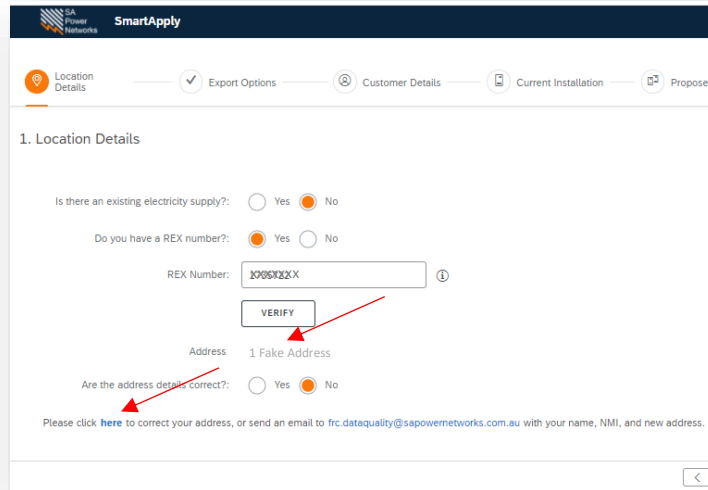 SA
Power
Networks
SmartApply
Location
Details
Export Options
Customer Details
Current Installation
Propose
1. Location Details
Is there an existing electricity supply?: Yes No
Do you have a REX number?: Yes No
REX Number:
VERIFY
Address 1 Fake Address
Are the address details correct?: Yes No
Please click here to correct your address, or send an email to frc.dataquality@sapowernetworks.com.au with your name, NMI, and new address.